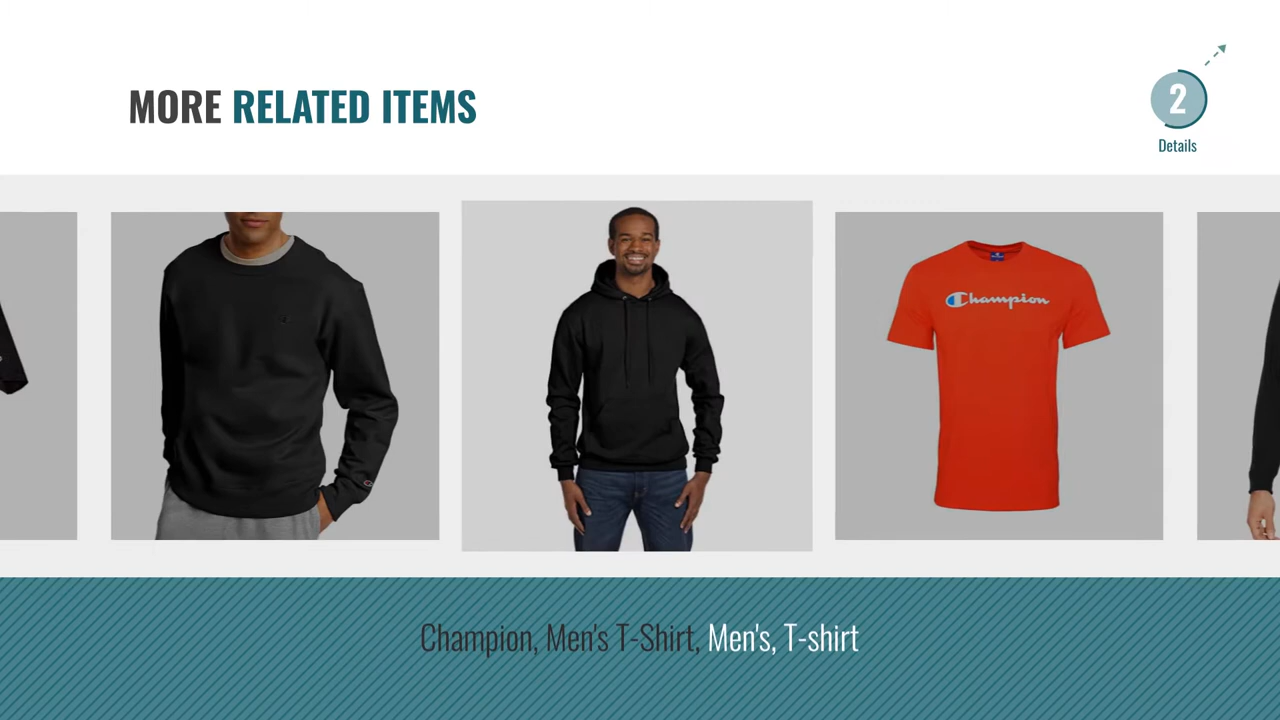 MORE RELATED ITEMS
2
Details
Champion
Champion, Men's T-Shirt, Men's, T-shirt